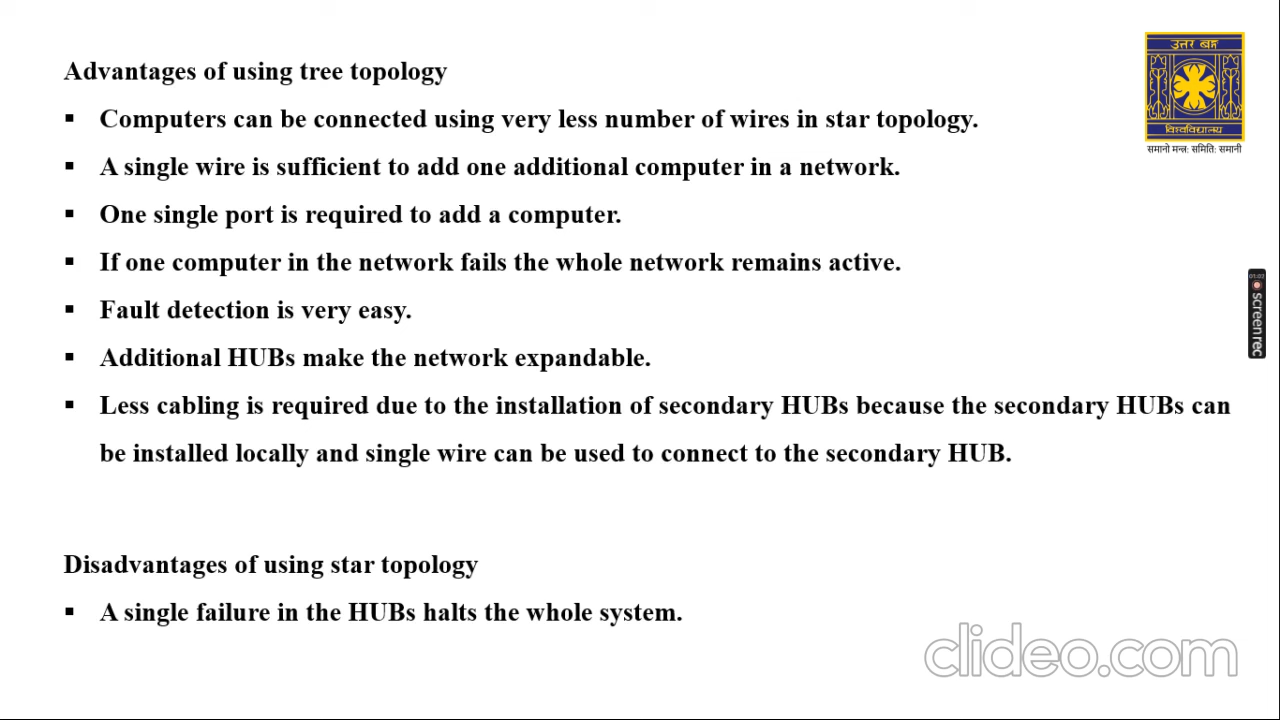 Advantages of using tree topology
▪ Computers can be connected using very less number of wires in star topology.
▪ A single wire is sufficient to add one additional computer in a network.
▪ One single port is required to add a computer.
▪ If one computer in the network fails the whole network remains active.
▪ Fault detection is very easy.
▪ Additional HUBs make the network expandable.
▪ Less cabling is required due to the installation of secondary HUBs because the secondary HUBs can
be installed locally and single wire can be used to connect to the secondary HUB.
Disadvantages of using star topology
▪ A single failure in the HUBs halts the whole system.
उत्तर बङ्ग
विश्वविद्यालय
समानो मन्त्र: समिति: समानी
01:03
screenrec
clideo.com